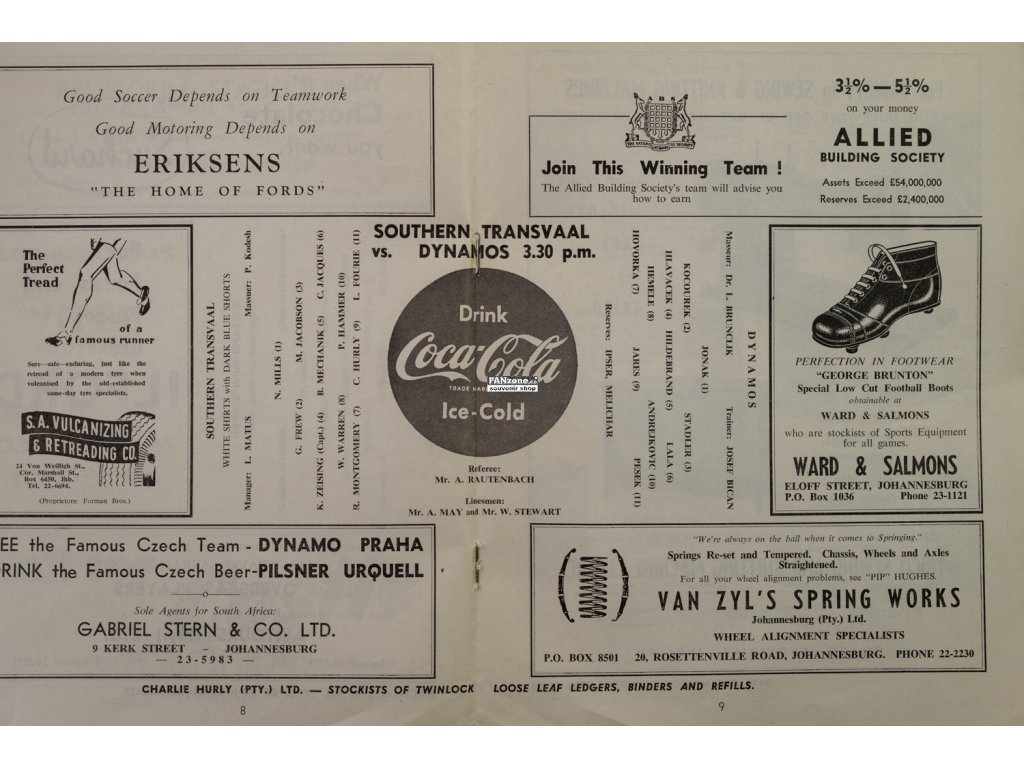 Good Soccer Depends on Teamwork
Good Motoring Depends on
ERIKSENS
"THE HOME OF FORDS"
A B S
Join This Winning Team !
The Allied Building Society's team will advise you
how to earn
3½% — 5½%
on your money
ALLIED
BUILDING SOCIETY
Assets Exceed £54,000,000
Reserves Exceed £2,400,000
The
Perfect
Tread
of a
famous runner
Sure—safe—enduring, just like the
retread of a modern tyre when
vulcanised by the old-established
same-day tyre specialists.
S.A. VULCANIZING
& RETREADING CO.
24 Von Weilligh St.,
Cor. Marshall St.,
Box 6450, Jhb.
Tel. 22-6694.
(Proprietors: Forman Bros.)
SOUTHERN TRANSVAAL
vs. DYNAMOS 3.30 p.m.
SOUTHERN TRANSVAAL
WHITE SHIRTS with DARK BLUE SHORTS
Manager: L. MATUS Massuer: P. Kodesh
N. MILLS (1)
G. FREW (2) M. JACOBSON (3)
K. ZEISING (Capt.) (4) B. MECHANIK (5) C. JACQUES (6)
W. WARREN (8) P. HAMMER (10)
R. MONTGOMERY (7) C. HURLY (9) L. FOURIE (11)
Drink
Coca-Cola
TRADE MARK
FANzone.cz
souvenir shop
Ice-Cold
Referee:
Mr. A. RAUTENBACH
Linesmen:
Mr. A. MAY and Mr. W. STEWART
DYNAMOS
Masseur: Dr. L. BRUNCLIK Trainer: JOSEF BICAN
JONAK (1)
KOCOUREK (2) STADLER (3)
HLAVACEK (4) HILDEBRAND (5) LALA (6)
HEMELE (8) ANDREJKOVIC (10)
HOVORKA (7) JARES (9) PESEK (11)
Reserves: IPSER, MELICHAR
PERFECTION IN FOOTWEAR
"GEORGE BRUNTON"
Special Low Cut Football Boots
obtainable at
WARD & SALMONS
who are stockists of Sports Equipment
for all games.
WARD & SALMONS
ELOFF STREET, JOHANNESBURG
P.O. Box 1036 Phone 23-1121
EE the Famous Czech Team - DYNAMO PRAHA
RINK the Famous Czech Beer-PILSNER URQUELL
Sole Agents for South Africa:
GABRIEL STERN & CO. LTD.
9 KERK STREET – JOHANNESBURG
— 23-5983 —
"We're always on the ball when it comes to Springing."
Springs Re-set and Tempered. Chassis, Wheels and Axles
Straightened.
For all your wheel alignment problems, see "PIP" HUGHES.
VAN ZYL'S SPRING WORKS
Johannesburg (Pty.) Ltd.
WHEEL ALIGNMENT SPECIALISTS
P.O. BOX 8501 20, ROSETTENVILLE ROAD, JOHANNESBURG. PHONE 22-2230
CHARLIE HURLY (PTY.) LTD. — STOCKISTS OF TWINLOCK LOOSE LEAF LEDGERS, BINDERS AND REFILLS.
8
9